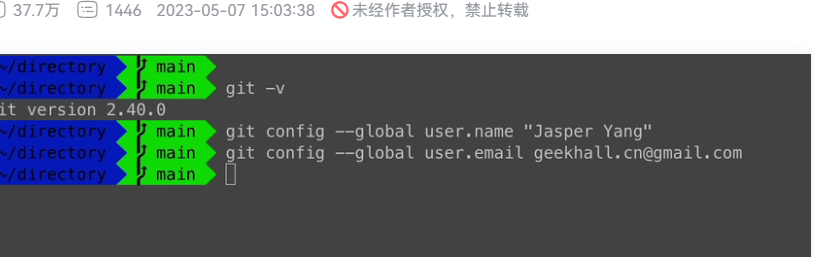 37.7万 1446 2023-05-07 15:03:38 未经作者授权，禁止转载
~/directory main
~/directory main git -v
it version 2.40.0
~/directory main git config --global user.name "Jasper Yang"
~/directory main git config --global user.email geekhall.cn@gmail.com
~/directory main